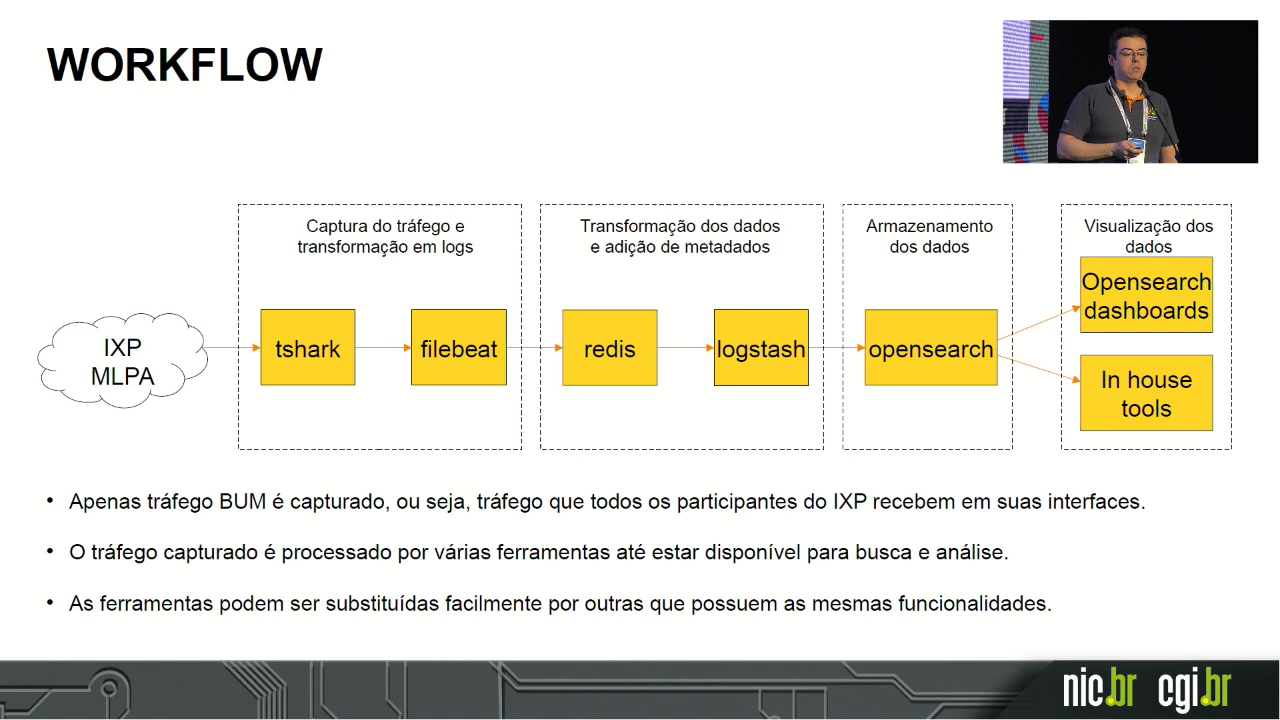 WORKFLOW
Captura do tráfego e
transformação em logs
Transformação dos dados
e adição de metadados
Armazenamento
dos dados
Visualização dos
dados
IXP
MLPA
tshark
filebeat
redis
logstash
opensearch
Opensearch
dashboards
In house
tools
• Apenas tráfego BUM é capturado, ou seja, tráfego que todos os participantes do IXP recebem em suas interfaces.
• O tráfego capturado é processado por várias ferramentas até estar disponível para busca e análise.
• As ferramentas podem ser substituídas facilmente por outras que possuem as mesmas funcionalidades.
nic.br cgi.br